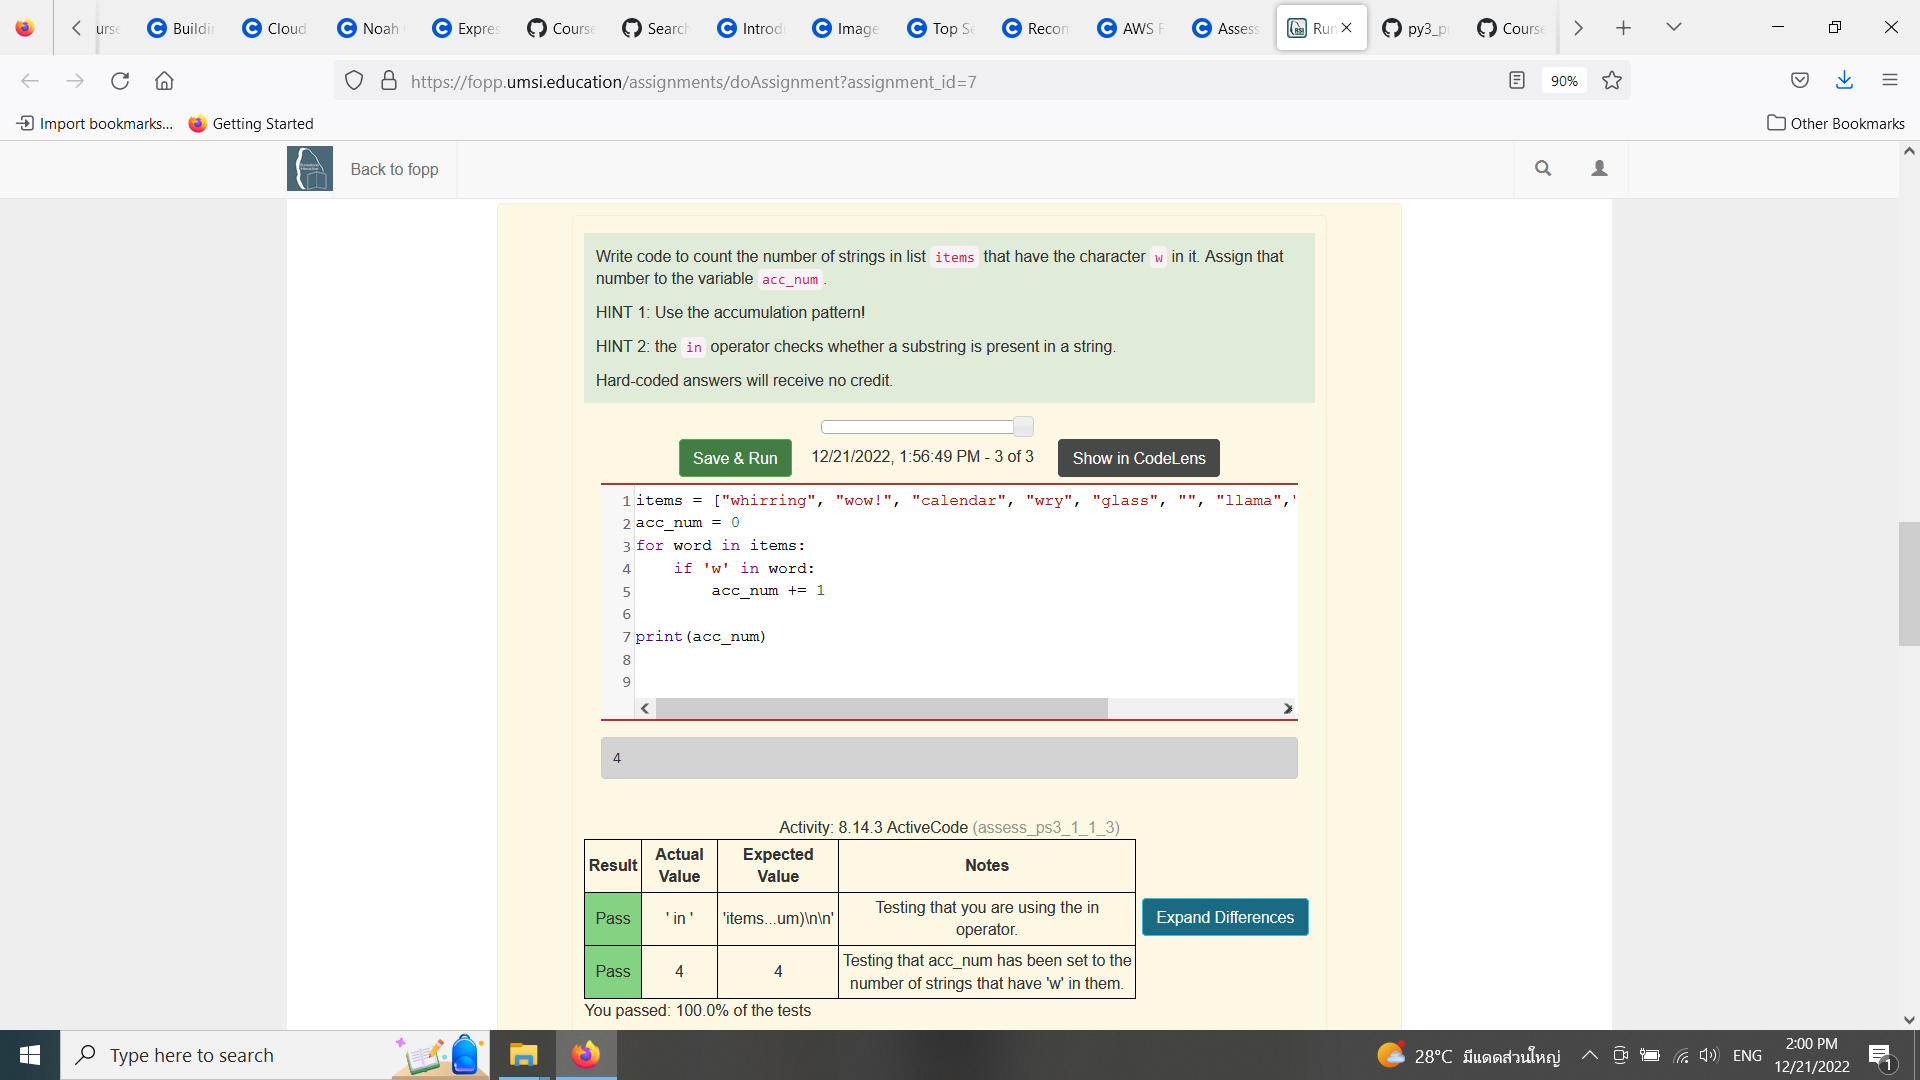 urse
Buildin
Cloud
Noah
Expres
Course
Search
Introd
Image
Top Se
Recon
AWS F
Assess
Run
py3_pr
Course
https://fopp.umsi.education/assignments/doAssignment?assignment_id=7
90%
Import bookmarks...
Getting Started
Other Bookmarks
Back to fopp
Write code to count the number of strings in list items that have the character w in it. Assign that
number to the variable acc_num.
HINT 1: Use the accumulation pattern!
HINT 2: the in operator checks whether a substring is present in a string.
Hard-coded answers will receive no credit.
Save & Run
12/21/2022, 1:56:49 PM - 3 of 3
Show in CodeLens
1 items = ["whirring", "wow!", "calendar", "wry", "glass", "", "llama","
2 acc_num = 0
3 for word in items:
4     if 'w' in word:
5         acc_num += 1
6
7 print(acc_num)
8
9
4
Activity: 8.14.3 ActiveCode (assess_ps3_1_1_3)
Result
Actual
Value
Expected
Value
Notes
Pass
' in '
'items...um)\n\n'
Testing that you are using the in
operator.
Expand Differences
Pass
4
4
Testing that acc_num has been set to the
number of strings that have 'w' in them.
You passed: 100.0% of the tests
Type here to search
28°C มีแดดส่วนใหญ่
ENG
2:00 PM
12/21/2022
1